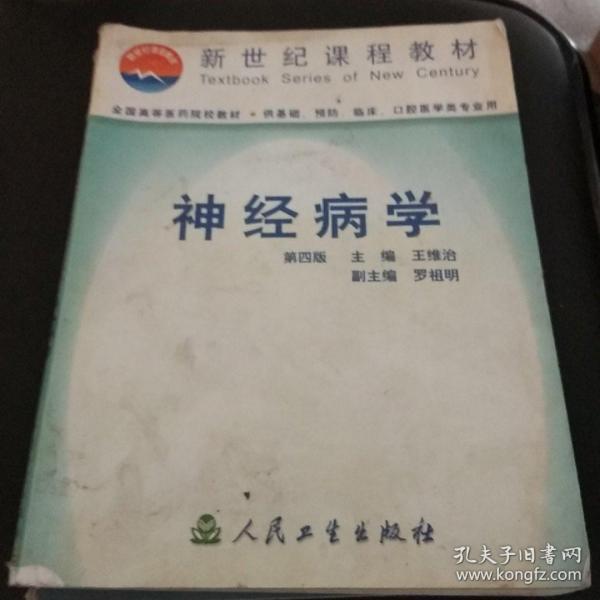 新世纪课程教材
Textbook Series of New Century
全国高等医药院校教材·供基础、预防、临床、口腔医学类专业用
神经病学
第四版 主编 王维治
副主编 罗祖明
人民卫生出版社
孔夫子旧书网
www.kongfz.com